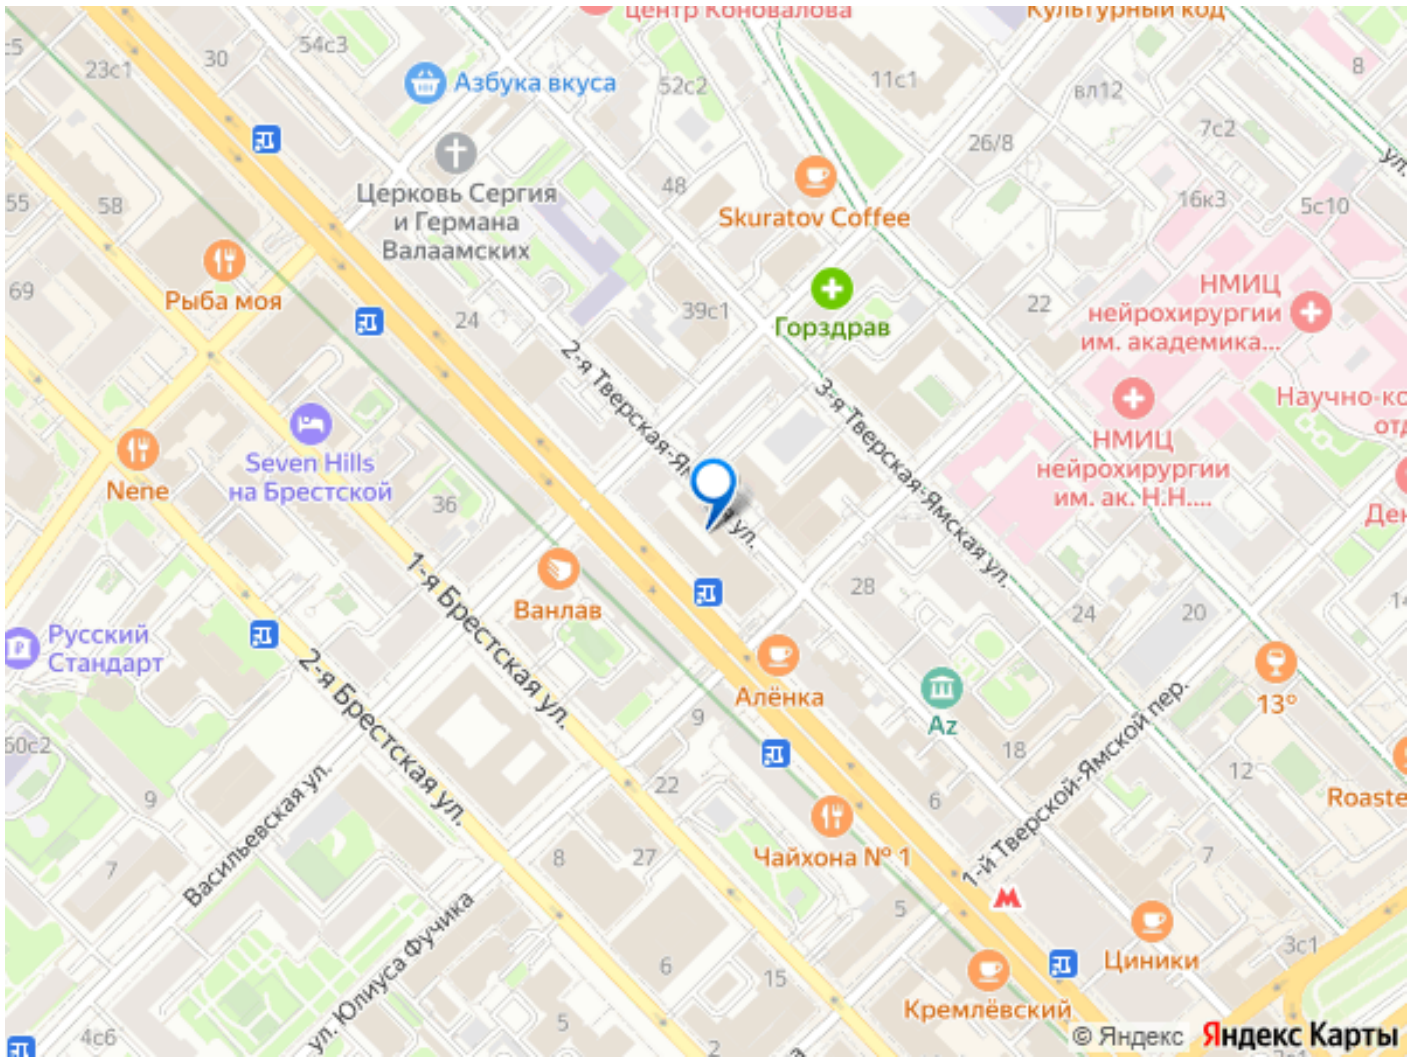 центр Коновалова
Культурный код
54с3
30
23с1
с5
Азбука вкуса
52с2
11с1
вл12
8
7с2
26/8
ул.
Церковь Сергия
и Германа
Валаамских
48
Skuratov Coffee
16к3
5с10
55
58
Рыба моя
69
24
39с1
Горздрав
22
НМИЦ
нейрохирургии
им. академика...
2-я Тверская-Ям
я ул.
3-я Тверская-Ямская ул.
Научно-ко
отд
НМИЦ
нейрохирургии
им. ак. Н.Н....
Seven Hills
на Брестской
Nene
36
Ден
1-я Брестская ул.
Ванлав
28
24
20
14
Русский
Стандарт
2-я Брестская ул.
Алёнка
9
Az
13°
18
1-й Тверской-Ямской пер.
60с2
9
Васильевская ул.
22
6
12
Roaste
7
8
27
Чайхона № 1
7
ул. Юлиуса Фучика
5
6
15
Циники
3с1
Кремлёвский
4с6
5
2
© Яндекс Яндекс Карты